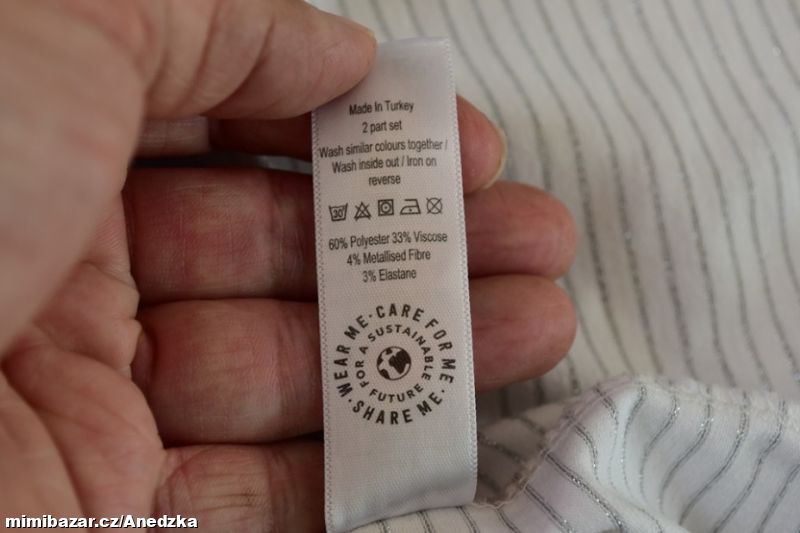 Made In Turkey
2 part set
Wash similar colours together /
Wash inside out / Iron on
reverse
30°
60% Polyester 33% Viscose
4% Metallised Fibre
3% Elastane
WEAR ME · CARE FOR ME · SHARE ME ·
FOR A SUSTAINABLE FUTURE
mimibazar.cz/Anedzka